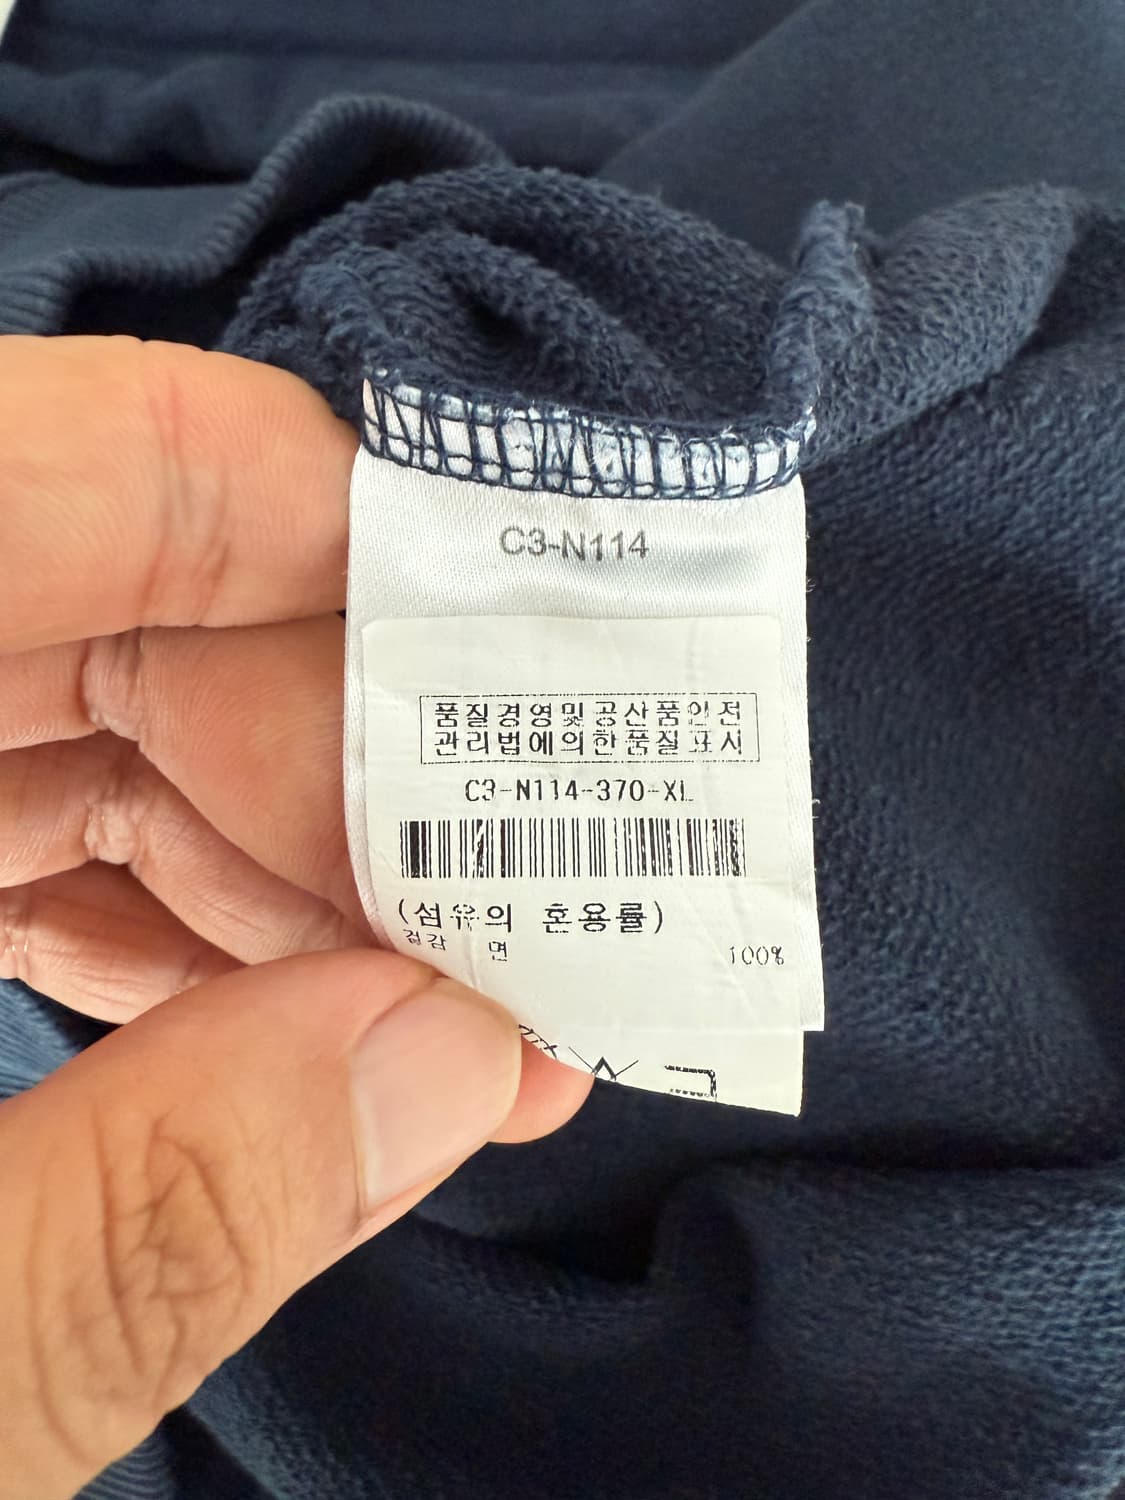 C3-N114
품질경영및공산품안전
관리법에의한품질표시
C3-N114-370-XL
(섬유의 혼용률)
겉감 면 100%